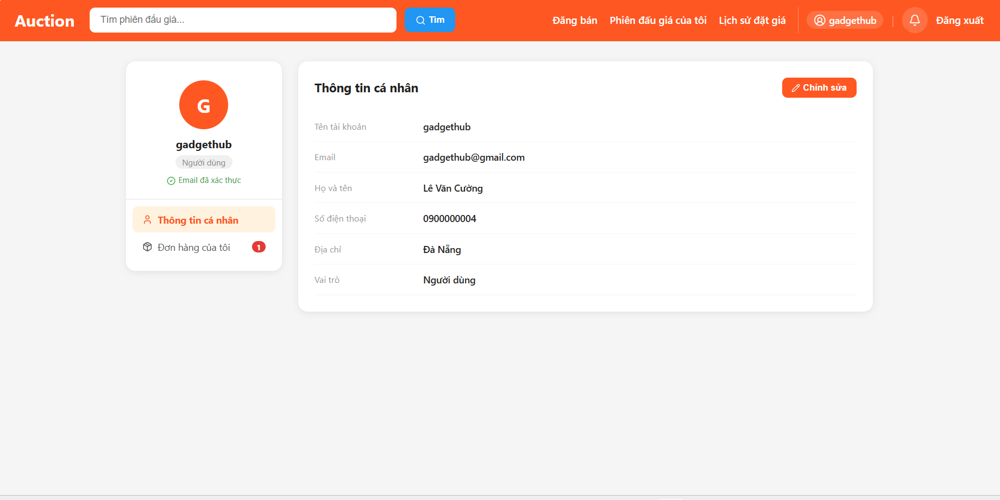 Auction
Tìm phiên đấu giá...
Tìm
Đăng bán
Phiên đấu giá của tôi
Lịch sử đặt giá
gadgethub
|
Đăng xuất
G
gadgethub
Người dùng
Email đã xác thực
Thông tin cá nhân
Đơn hàng của tôi
1
Thông tin cá nhân
Chỉnh sửa
Tên tài khoản gadgethub
Email gadgethub@gmail.com
Họ và tên Lê Văn Cường
Số điện thoại 0900000004
Địa chỉ Đà Nẵng
Vai trò Người dùng